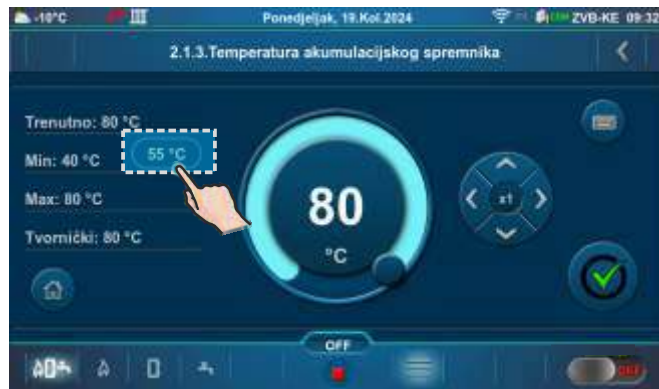 -10°C Ponedjeljak, 19.Kol.2024 ZVB-KE 09:32
2.1.3.Temperatura akumulacijskog spremnika
Trenutno: 80 °C
55 °C
Min: 40 °C
Max: 80 °C
Tvornički: 80 °C
80
°C
x1
OFF
OFF